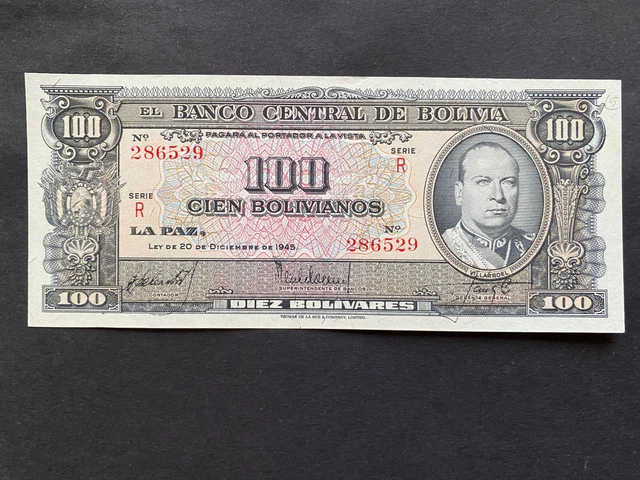 EL BANCO CENTRAL DE BOLIVIA
100 100
PAGARÁ AL PORTADOR A LA VISTA
Nº 286529
SERIE R
100
SERIE R
CIEN BOLIVIANOS
LA PAZ,
Nº 286529
LEY DE 20 DE DICIEMBRE DE 1945
VILLARROEL
SUPERINTENDENTE DE BANCOS
GERENTE GENERAL
100 DIEZ BOLÍVARES 100
THOMAS DE LA RUE & COMPANY, LIMITED.